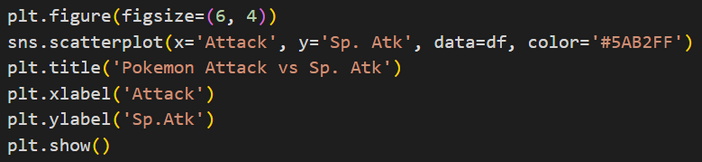 plt.figure(figsize=(6, 4))
sns.scatterplot(x='Attack', y='Sp. Atk', data=df, color='#5AB2FF')
plt.title('Pokemon Attack vs Sp. Atk')
plt.xlabel('Attack')
plt.ylabel('Sp.Atk')
plt.show()